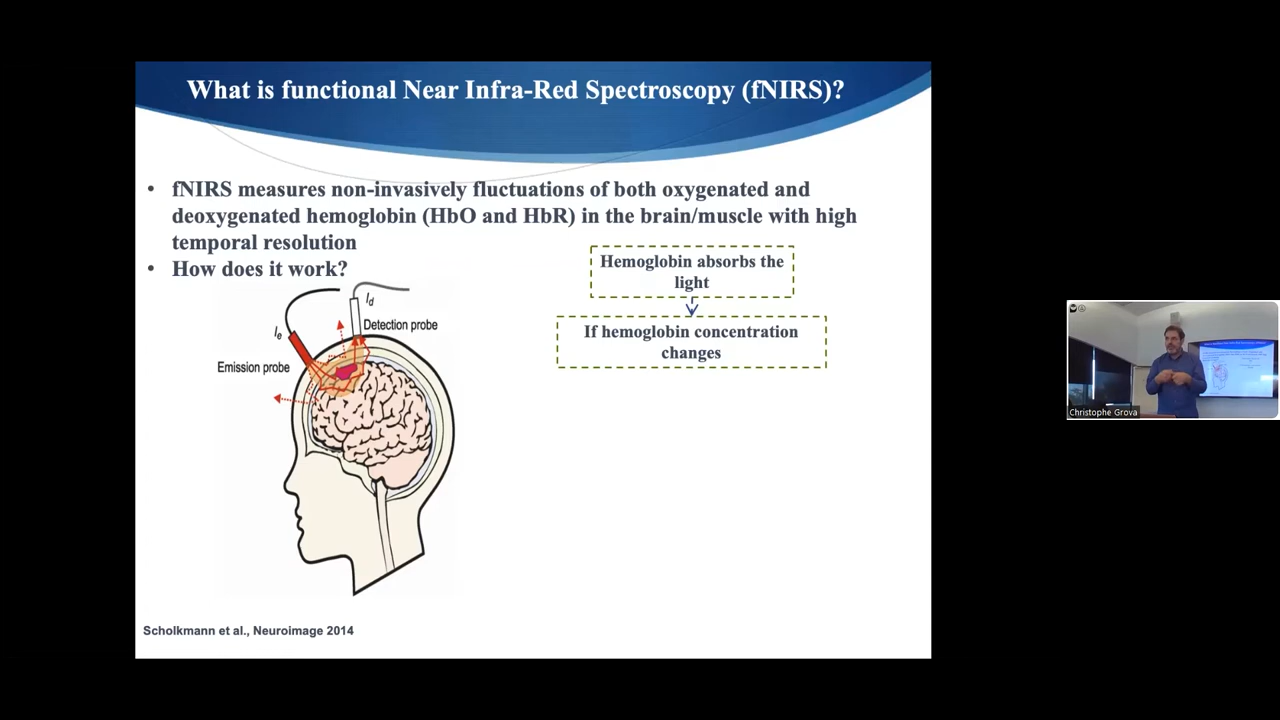 What is functional Near Infra-Red Spectroscopy (fNIRS)?
• fNIRS measures non-invasively fluctuations of both oxygenated and
deoxygenated hemoglobin (HbO and HbR) in the brain/muscle with high
temporal resolution
• How does it work?
Hemoglobin absorbs the
light
If hemoglobin concentration
changes
Id
Detection probe
Ie
Emission probe
Scholkmann et al., Neuroimage 2014
Christophe Grova